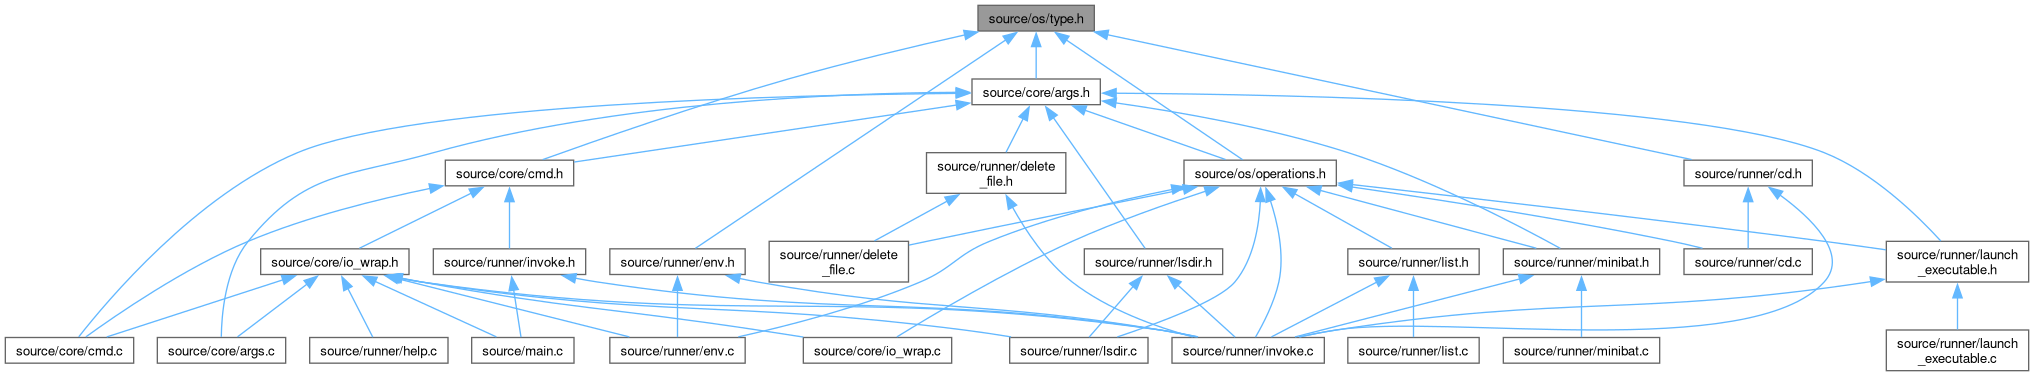 source/os/type.h
source/core/args.h
source/core/cmd.h
source/runner/delete
_file.h
source/os/operations.h
source/runner/cd.h
source/core/io_wrap.h
source/runner/invoke.h
source/runner/env.h
source/runner/delete
_file.c
source/runner/lsdir.h
source/runner/list.h
source/runner/minibat.h
source/runner/cd.c
source/runner/launch
_executable.h
source/core/cmd.c
source/core/args.c
source/runner/help.c
source/main.c
source/runner/env.c
source/core/io_wrap.c
source/runner/lsdir.c
source/runner/invoke.c
source/runner/list.c
source/runner/minibat.c
source/runner/launch
_executable.c